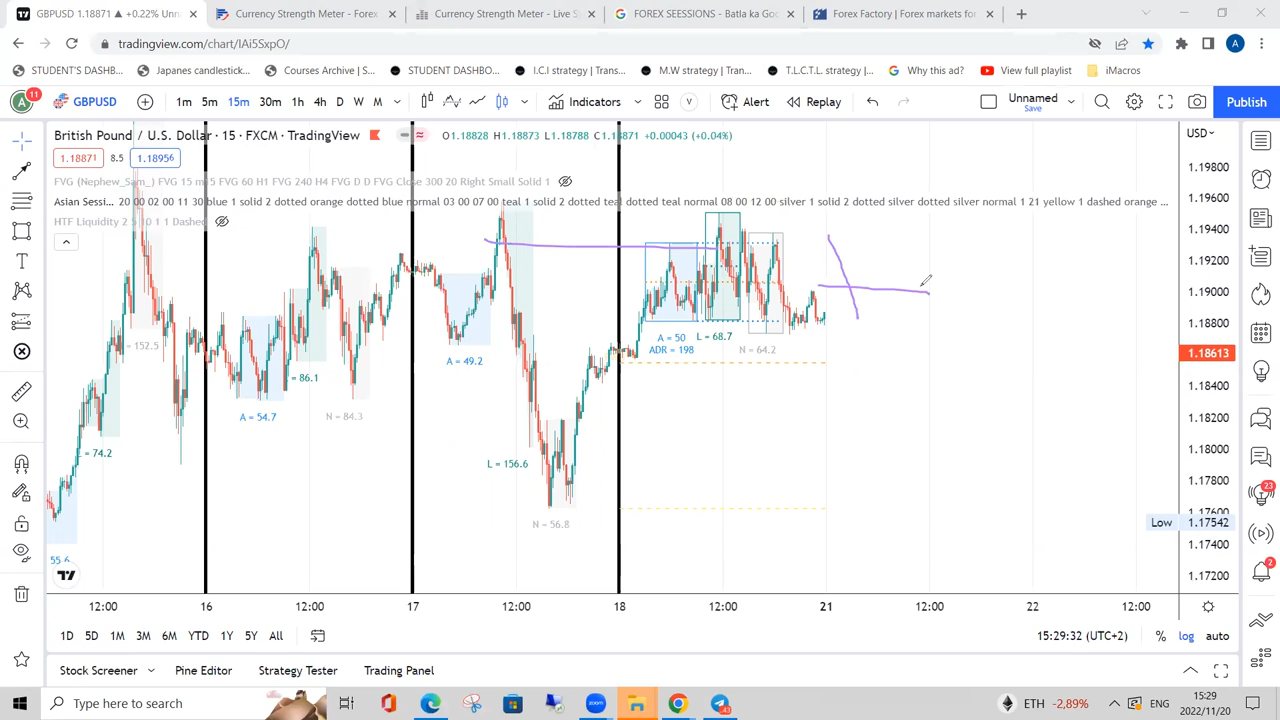 GBPUSD 1.18871 ▲ +0.22% Unn
Currency Strength Meter - Forex
Currency Strength Meter - Live S
FOREX SEESSIONS - Batla ka Goo
Forex Factory | Forex markets for
tradingview.com/chart/IAi5SxpO/
STUDENT'S DASHB...
Japanes candlestick...
Courses Archive | S...
STUDENT DASHBO...
I.C.I strategy | Trans...
M.W strategy | Trans...
T.L.C.T.L. strategy |...
Why this ad?
View full playlist
iMacros
11
GBPUSD
1m 5m 15m 30m 1h 4h D W M
Indicators
Alert
Replay
Unnamed
Save
Publish
British Pound / U.S. Dollar · 15 · FXCM · TradingView
O1.18828 H1.18873 L1.18788 C1.18871 +0.00043 (+0.04%)
USD
1.18871 8.5 1.18956
FVG (Nephew_Sam_) FVG 15 m 5 FVG 60 H1 FVG 240 H4 FVG D D FVG Close 300 20 Right Small Solid 1
Asian Sessi... 20 00 02 00 11 30 blue 1 solid 2 dotted orange dotted blue normal 03 00 07 00 teal 1 solid 2 dotted teal dotted teal normal 08 00 12 00 silver 1 solid 2 dotted silver dotted silver normal 1 21 yellow 1 dashed orange ...
HTF Liquidity 2 5 10 1 1 Dashed
1.19800
1.19600
1.19400
1.19200
1.19000
1.18800
1.18613
1.18400
1.18200
1.18000
1.17800
1.17600
Low 1.17542
1.17400
1.17200
= 152.5
= 86.1
L = 74.2
A = 54.7
N = 84.3
A = 49.2
L = 156.6
N = 56.8
A = 50
ADR = 198
L = 68.7
N = 64.2
55.6
23
2
12:00 16 12:00 17 12:00 18 12:00 21 12:00 22 12:00
1D 5D 1M 3M 6M YTD 1Y 5Y All
15:29:32 (UTC+2)
% log auto
Stock Screener
Pine Editor
Strategy Tester
Trading Panel
Type here to search
zoom
ETH -2,89%
ENG
15:29
2022/11/20